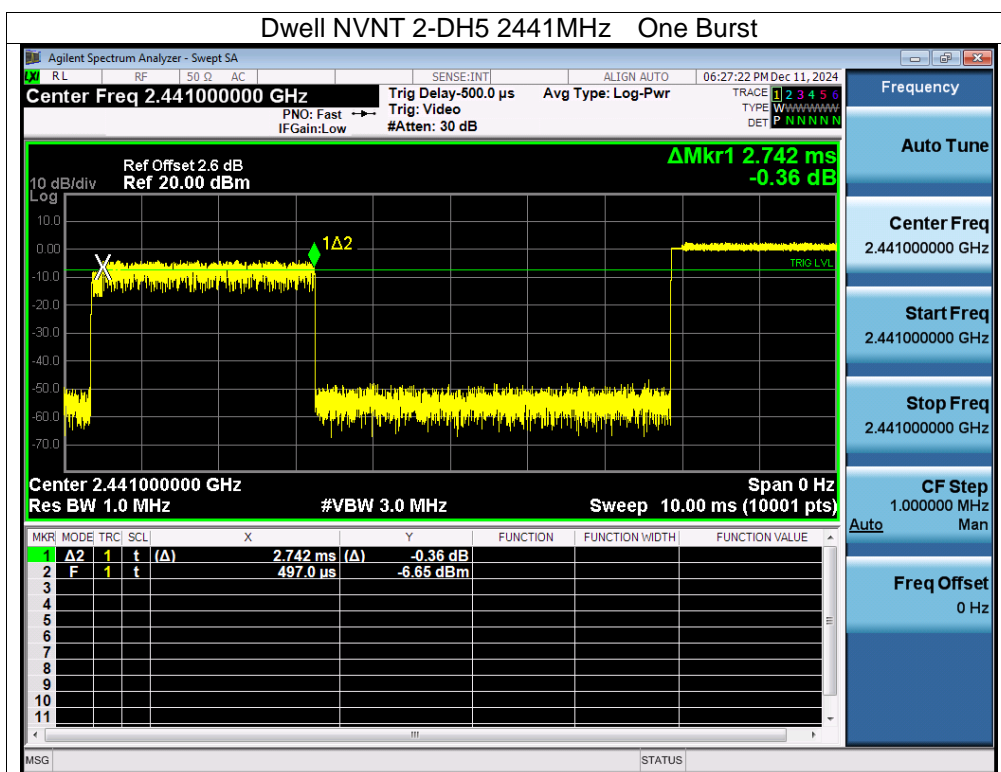 Dwell NVNT 2-DH5 2441MHz One Burst
Agilent Spectrum Analyzer - Swept SA
LXI RL RF 50 Ω AC SENSE:INT ALIGN AUTO 06:27:22 PM Dec 11, 2024
Center Freq 2.441000000 GHz
PNO: Fast
IFGain:Low
Trig Delay-500.0 µs
Trig: Video
#Atten: 30 dB
Avg Type: Log-Pwr
TRACE 1 2 3 4 5 6
TYPE WWWWWW
DET P N N N N N
ΔMkr1 2.742 ms
-0.36 dB
Ref Offset 2.6 dB
10 dB/div Ref 20.00 dBm
Log
10.0
0.00
-10.0
-20.0
-30.0
-40.0
-50.0
-60.0
-70.0
1Δ2
TRIG LVL
Center 2.441000000 GHz Span 0 Hz
Res BW 1.0 MHz #VBW 3.0 MHz Sweep 10.00 ms (10001 pts)
MKR MODE TRC SCL X Y FUNCTION FUNCTION WIDTH FUNCTION VALUE
1 Δ2 1 t (Δ) 2.742 ms (Δ) -0.36 dB
2 F 1 t 497.0 µs -6.65 dBm
3
4
5
6
7
8
9
10
11
MSG STATUS
Frequency
Auto Tune
Center Freq
2.441000000 GHz
Start Freq
2.441000000 GHz
Stop Freq
2.441000000 GHz
CF Step
1.000000 MHz
Auto Man
Freq Offset
0 Hz